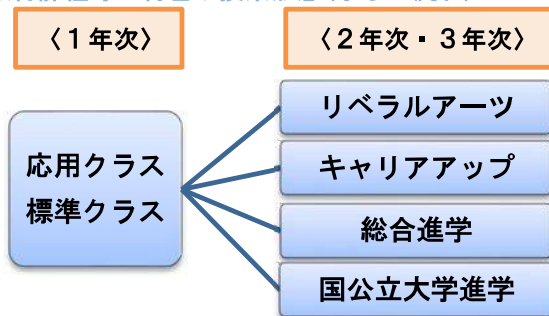 〈１年次〉
〈２年次・３年次〉
応用クラス
標準クラス
リベラルアーツ
キャリアアップ
総合進学
国公立大学進学